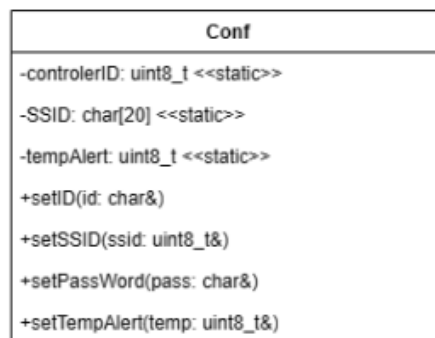 Conf
-controlerID: uint8_t <<static>>
-SSID: char[20] <<static>>
-tempAlert: uint8_t <<static>>
+setID(id: char&)
+setSSID(ssid: uint8_t&)
+setPassWord(pass: char&)
+setTempAlert(temp: uint8_t&)